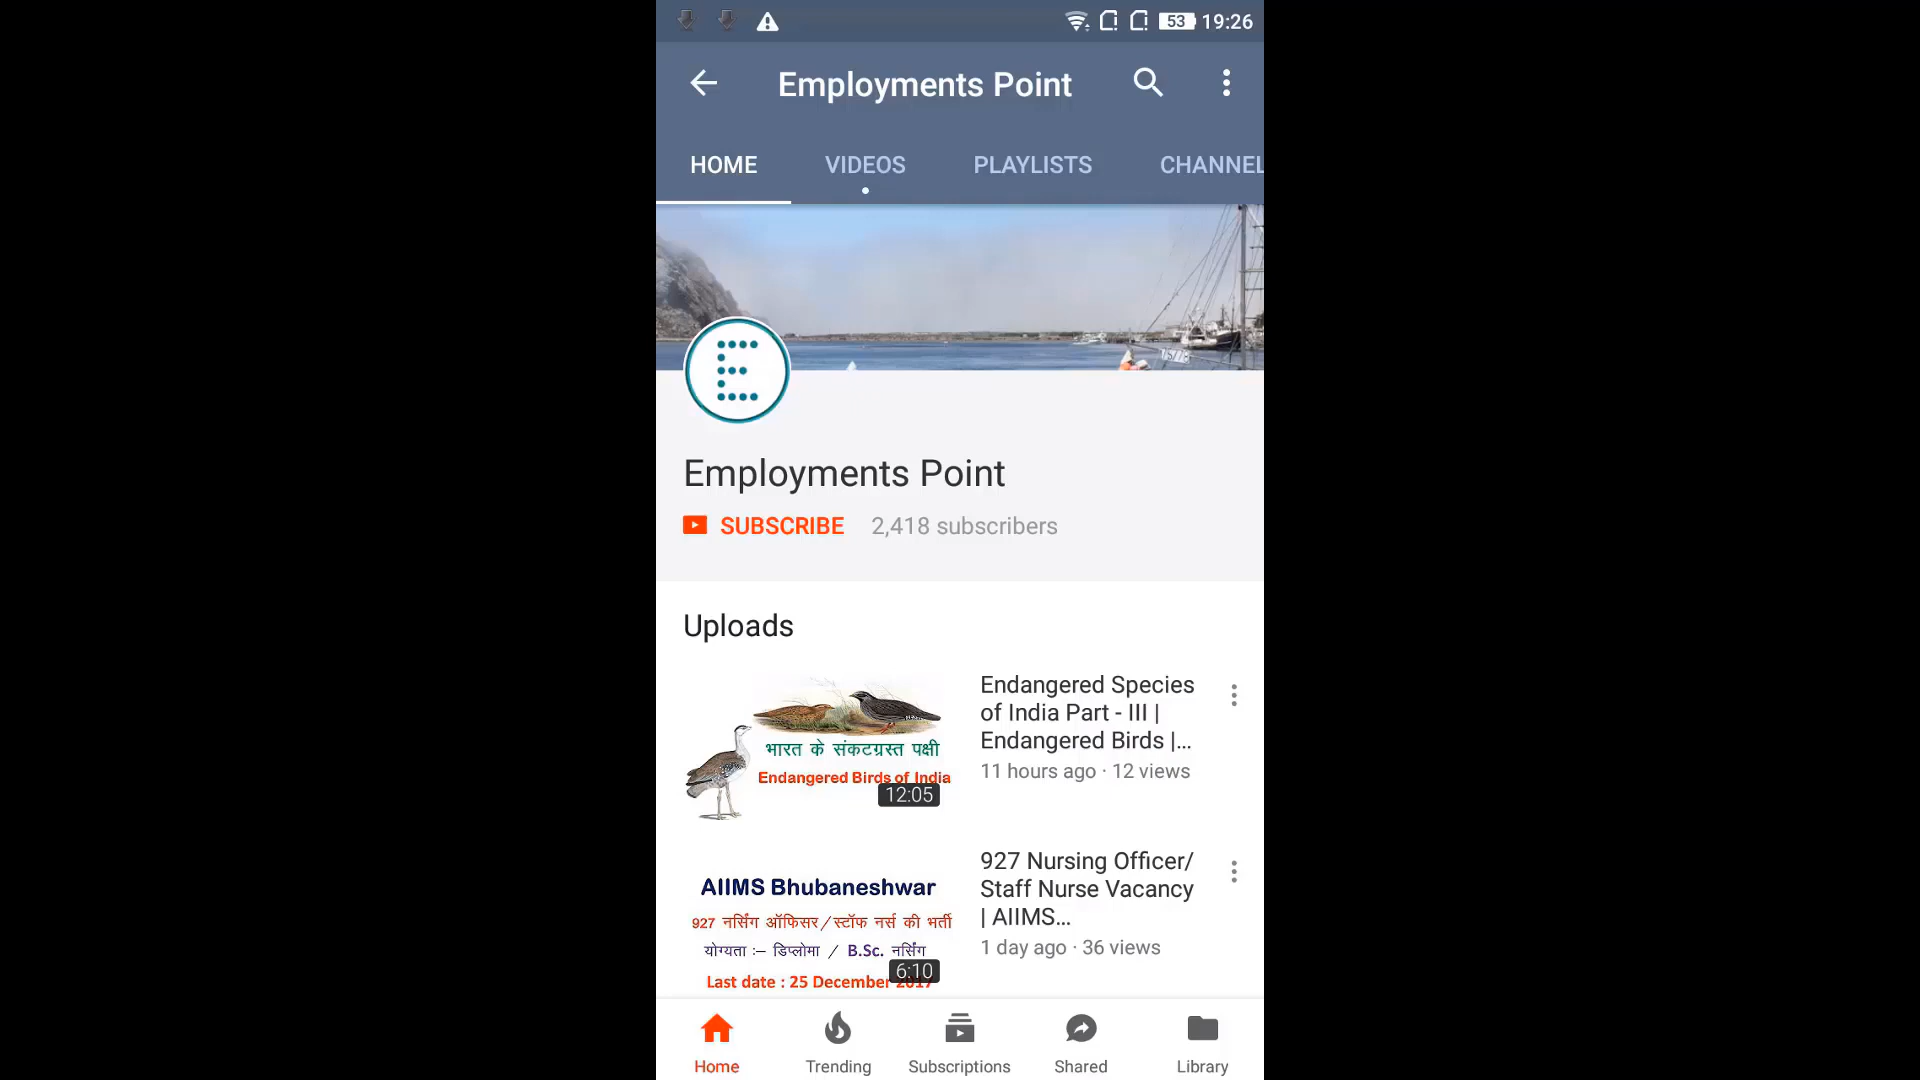 53 19:26
Employments Point
HOME VIDEOS PLAYLISTS CHANNEL
E
Employments Point
SUBSCRIBE 2,418 subscribers
Uploads
भारत के संकटग्रस्त पक्षी
Endangered Birds of India
12:05
Endangered Species
of India Part - III |
Endangered Birds |...
11 hours ago · 12 views
AIIMS Bhubaneshwar
927 नर्सिंग ऑफिसर/स्टॉफ नर्स की भर्ती
योग्यता :– डिप्लोमा / B.Sc. नर्सिंग
Last date : 25 December 2017
6:10
927 Nursing Officer/
Staff Nurse Vacancy
| AIIMS...
1 day ago · 36 views
Home Trending Subscriptions Shared Library